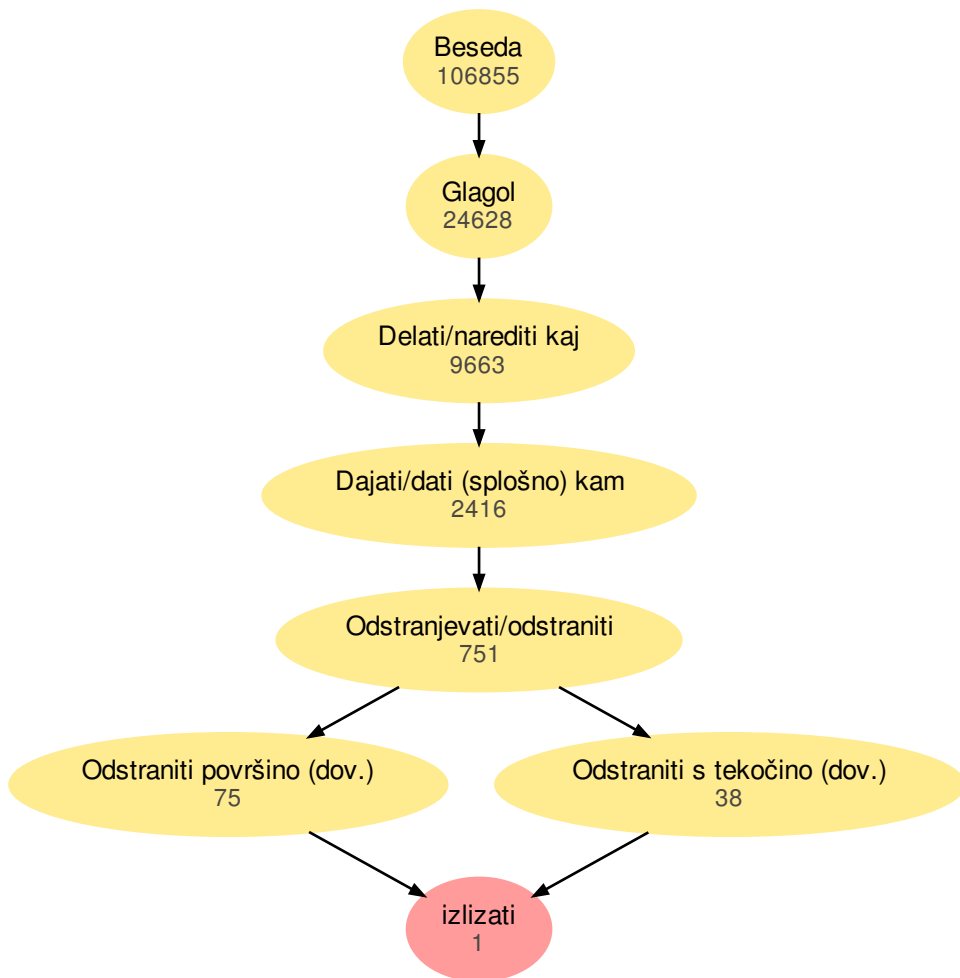 Beseda
106855
Glagol
24628
Delati/narediti kaj
9663
Dajati/dati (splošno) kam
2416
Odstranjevati/odstraniti
751
Odstraniti površino (dov.)
75
Odstraniti s tekočino (dov.)
38
izlizati
1